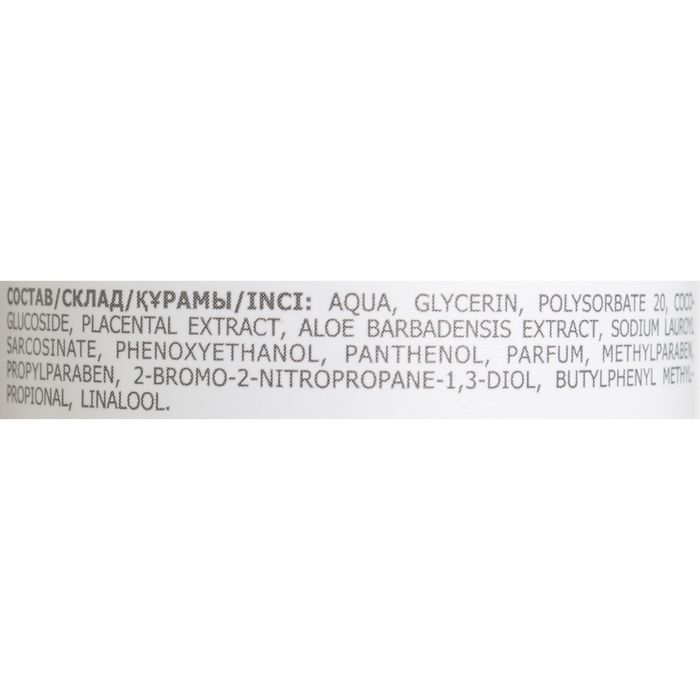 СОСТАВ/СКЛАД/ҚҰРАМЫ/INCI: AQUA, GLYCERIN, POLYSORBATE 20, COCO-
GLUCOSIDE, PLACENTAL EXTRACT, ALOE BARBADENSIS EXTRACT, SODIUM LAUROYL
SARCOSINATE, PHENOXYETHANOL, PANTHENOL, PARFUM, METHYLPARABEN,
PROPYLPARABEN, 2-BROMO-2-NITROPROPANE-1,3-DIOL, BUTYLPHENYL METHYL-
PROPIONAL, LINALOOL.